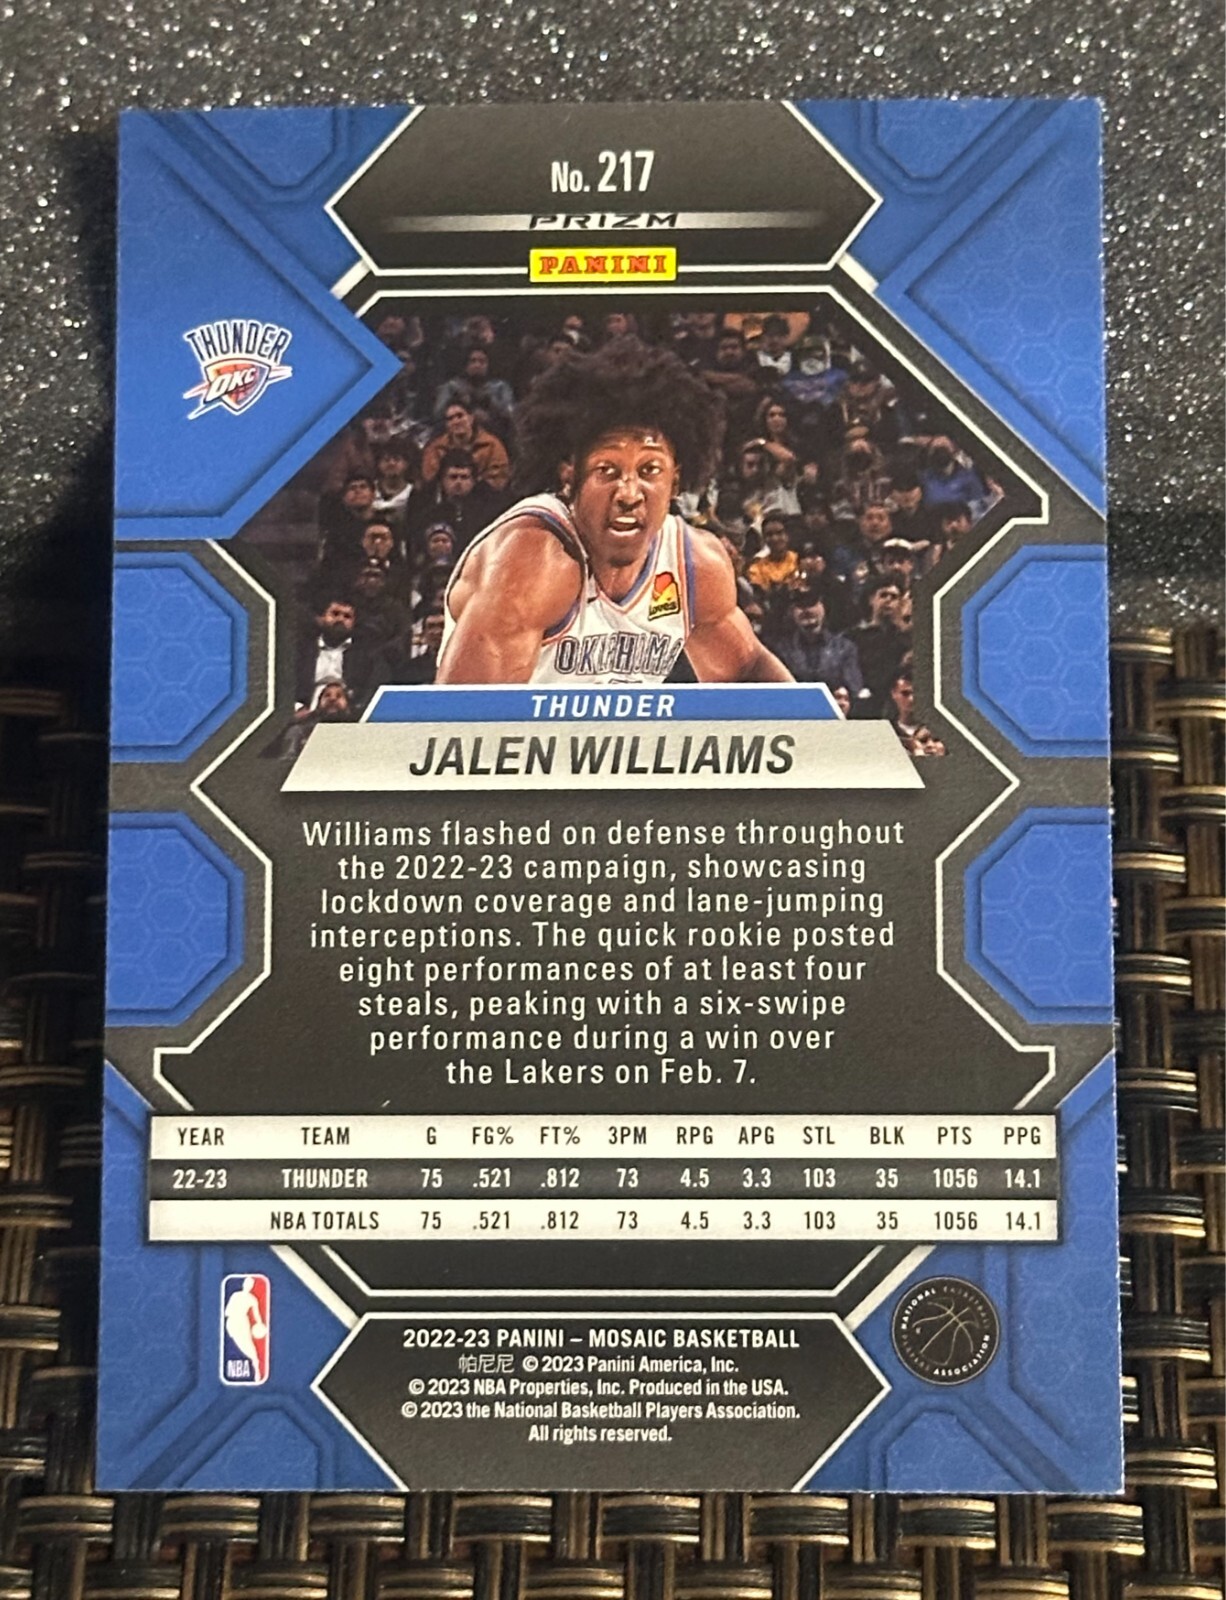 No. 217
PRIZM
PANINI
THUNDER
OKC
loves
OKLAHOMA
THUNDER
JALEN WILLIAMS
Williams flashed on defense throughout
the 2022-23 campaign, showcasing
lockdown coverage and lane-jumping
interceptions. The quick rookie posted
eight performances of at least four
steals, peaking with a six-swipe
performance during a win over
the Lakers on Feb. 7.
YEAR TEAM G FG% FT% 3PM RPG APG STL BLK PTS PPG
22-23 THUNDER 75 .521 .812 73 4.5 3.3 103 35 1056 14.1
NBA TOTALS 75 .521 .812 73 4.5 3.3 103 35 1056 14.1
NBA
NATIONAL BASKETBALL PLAYERS ASSOCIATION
2022-23 PANINI – MOSAIC BASKETBALL
帕尼尼 © 2023 Panini America, Inc.
© 2023 NBA Properties, Inc. Produced in the USA.
© 2023 the National Basketball Players Association.
All rights reserved.